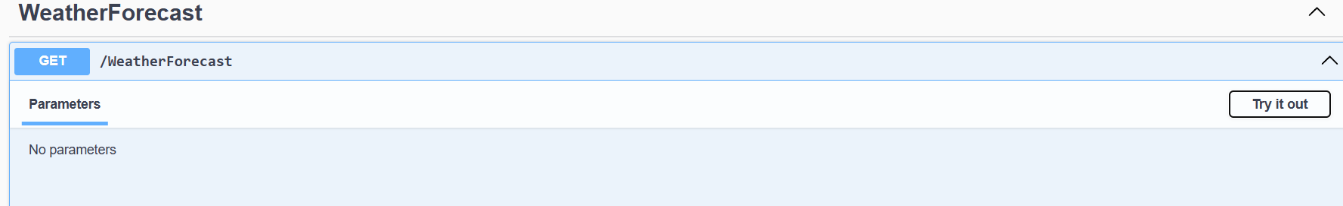 WeatherForecast
GET /WeatherForecast
Parameters Try it out
No parameters